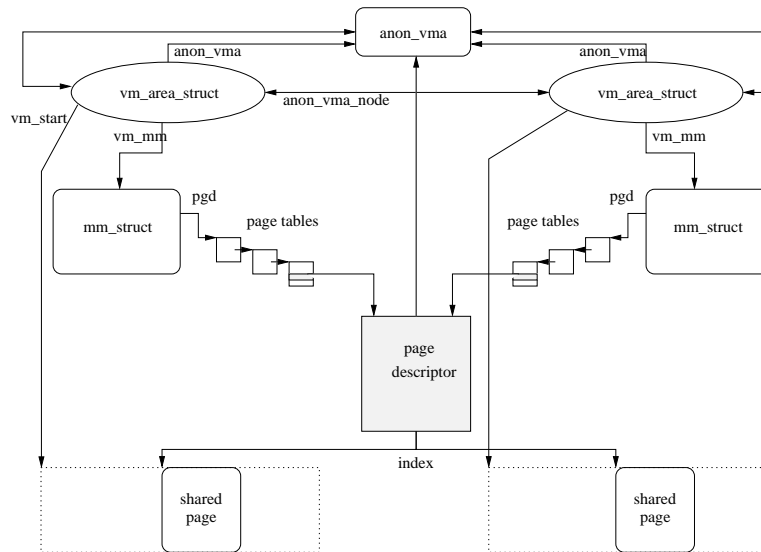 anon_vma
anon_vma
anon_vma
vm_area_struct
vm_area_struct
anon_vma_node
vm_start
vm_mm
vm_mm
pgd
pgd
page tables
page tables
mm_struct
mm_struct
page
descriptor
index
shared
page
shared
page